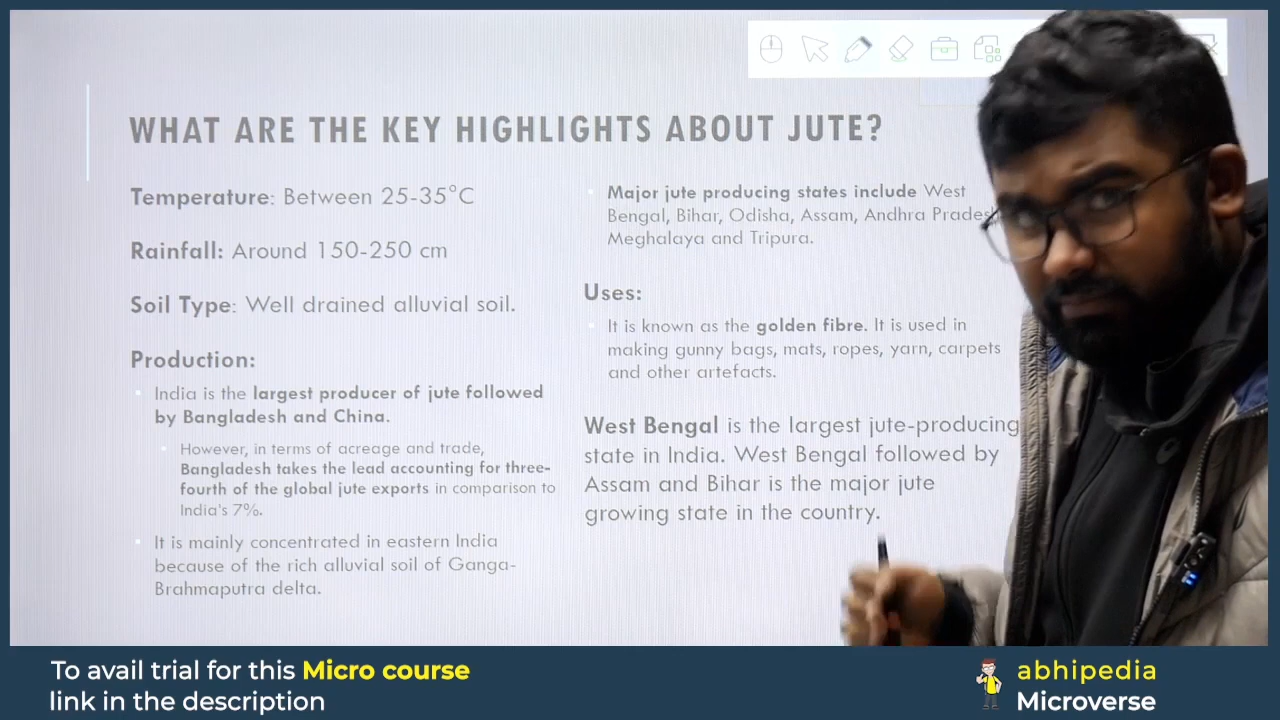 WHAT ARE THE KEY HIGHLIGHTS ABOUT JUTE?
Temperature: Between 25-35°C
Rainfall: Around 150-250 cm
Soil Type: Well drained alluvial soil.
Production:
India is the largest producer of jute followed
by Bangladesh and China.
However, in terms of acreage and trade,
Bangladesh takes the lead accounting for three-
fourth of the global jute exports in comparison to
India's 7%.
It is mainly concentrated in eastern India
because of the rich alluvial soil of Ganga-
Brahmaputra delta.
Major jute producing states include West
Bengal, Bihar, Odisha, Assam, Andhra
Meghalaya and Tripura.
Uses:
It is known as the golden fibre. It is used in
making gunny bags, mats, ropes, yarn, carpets
and other artefacts.
West Bengal is the largest jute-producing
state in India. West Bengal followed by
Assam and Bihar is the major jute
growing state in the country.
To avail trial for this Micro course
link in the description
abhipedia
Microverse